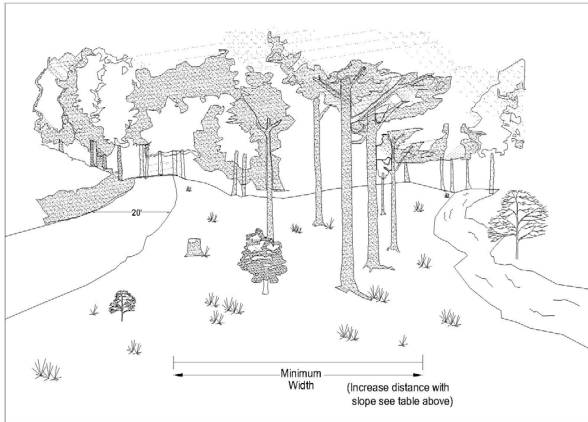 20'
Minimum
Width
(Increase distance with
slope see table above)